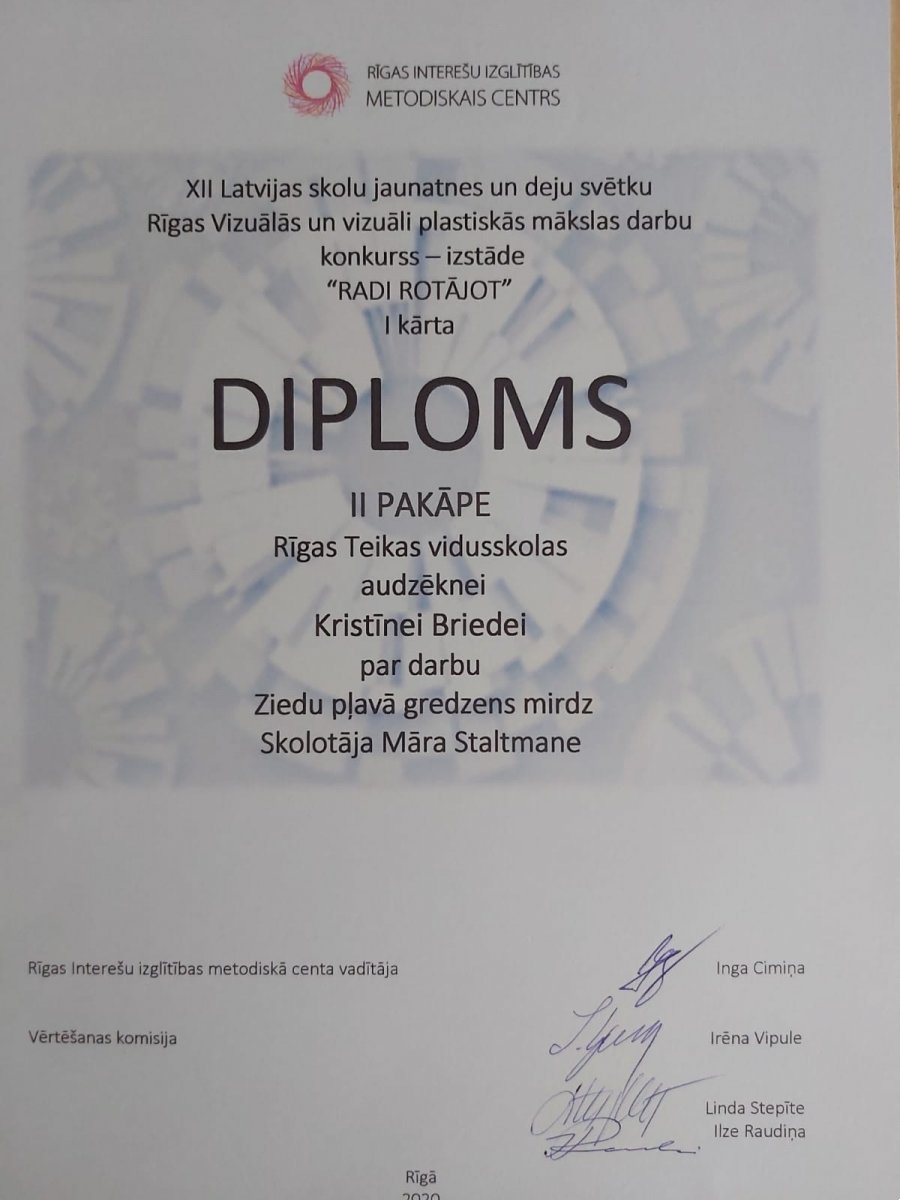 RĪGAS INTEREŠU IZGLĪTĪBAS
METODISKAIS CENTRS
XII Latvijas skolu jaunatnes un deju svētku
Rīgas Vizuālās un vizuāli plastiskās mākslas darbu
konkurss – izstāde
“RADI ROTĀJOT”
I kārta
DIPLOMS
II PAKĀPE
Rīgas Teikas vidusskolas
audzēknei
Kristīnei Briedei
par darbu
Ziedu pļavā gredzens mirdz
Skolotāja Māra Staltmane
Rīgas Interešu izglītības metodiskā centa vadītāja Inga Cimiņa
Vērtēšanas komisija Irēna Vipule
Linda Stepīte
Ilze Raudiņa
Rīgā
2020